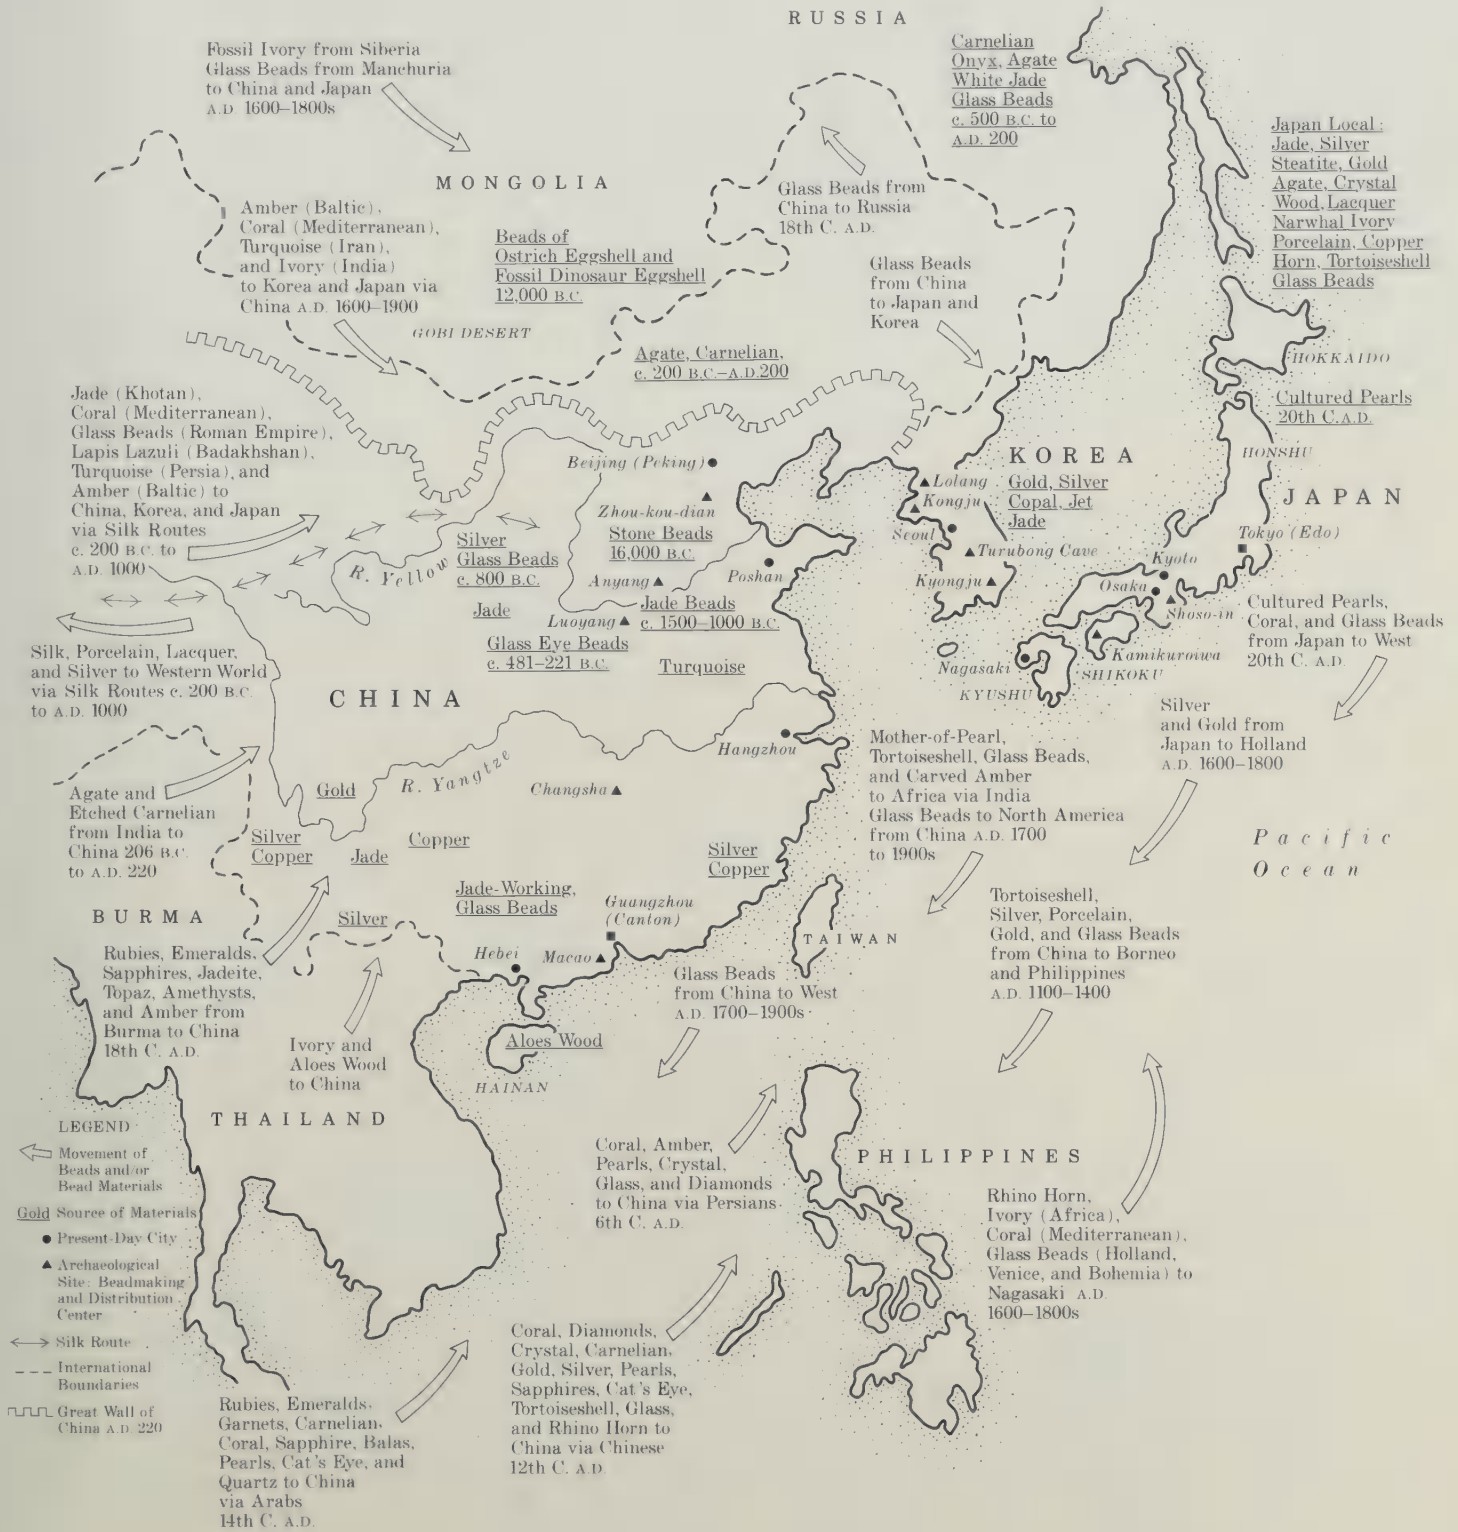 RUSSIA
Fossil Ivory from Siberia
Glass Beads from Manchuria
to China and Japan
A.D. 1600–1800s
Carnelian
Onyx, Agate
White Jade
Glass Beads
c. 500 B.C. to
A.D. 200
Japan Local:
Jade, Silver
Steatite, Gold
Agate, Crystal
Wood, Lacquer
Narwhal Ivory
Porcelain, Copper
Horn, Tortoiseshell
Glass Beads
MONGOLIA
Glass Beads from
China to Russia
18th C. A.D.
Amber (Baltic),
Coral (Mediterranean),
Turquoise (Iran),
and Ivory (India)
to Korea and Japan via
China A.D. 1600–1900
Beads of
Ostrich Eggshell and
Fossil Dinosaur Eggshell
12,000 B.C.
Glass Beads
from China
to Japan and
Korea
GOBI DESERT
Agate, Carnelian,
c. 200 B.C.–A.D. 200
HOKKAIDO
Jade (Khotan),
Coral (Mediterranean),
Glass Beads (Roman Empire),
Lapis Lazuli (Badakhshan),
Turquoise (Persia), and
Amber (Baltic) to
China, Korea, and Japan
via Silk Routes
c. 200 B.C. to
A.D. 1000
Cultured Pearls
20th C. A.D.
HONSHU
Beijing (Peking)
KOREA
JAPAN
Lolang
Kongju
Gold, Silver
Copal, Jet
Jade
Zhou-kou-dian
Stone Beads
16,000 B.C.
Seoul
Turubong Cave
Tokyo (Edo)
Silver
Glass Beads
c. 800 B.C.
R. Yellow
Poshan
Kyoto
Anyang
Kyongju
Osaka
Shoso-in
Jade
Luoyang
Jade Beads
c. 1500–1000 B.C.
Cultured Pearls,
Coral, and Glass Beads
from Japan to West
20th C. A.D.
Glass Eye Beads
c. 481–221 B.C.
Turquoise
Nagasaki
Kamikuroiwa
SHIKOKU
KYUSHU
Silk, Porcelain, Lacquer,
and Silver to Western World
via Silk Routes c. 200 B.C.
to A.D. 1000
CHINA
Silver
and Gold from
Japan to Holland
A.D. 1600–1800
Hangzhou
Mother-of-Pearl,
Tortoiseshell, Glass Beads,
and Carved Amber
to Africa via India
Glass Beads to North America
from China A.D. 1700
to 1900s
R. Yangtze
Changsha
Gold
Agate and
Etched Carnelian
from India to
China 206 B.C.
to A.D. 220
Silver
Copper
Jade
Copper
Silver
Copper
Pacific
Ocean
Jade-Working,
Glass Beads
Guangzhou
(Canton)
Tortoiseshell,
Silver, Porcelain,
Gold, and Glass Beads
from China to Borneo
and Philippines
A.D. 1100–1400
BURMA
Silver
TAIWAN
Rubies, Emeralds,
Sapphires, Jadeite,
Topaz, Amethysts,
and Amber from
Burma to China
18th C. A.D.
Hebei
Macao
Glass Beads
from China to West
A.D. 1700–1900s
Ivory and
Aloes Wood
to China
Aloes Wood
HAINAN
THAILAND
LEGEND
Movement of
Beads and/or
Bead Materials
Gold Source of Materials
Present-Day City
Archaeological
Site: Beadmaking
and Distribution
Center
Silk Route
International
Boundaries
Great Wall of
China A.D. 220
Coral, Amber,
Pearls, Crystal,
Glass, and Diamonds
to China via Persians
6th C. A.D.
PHILIPPINES
Rhino Horn,
Ivory (Africa),
Coral (Mediterranean),
Glass Beads (Holland,
Venice, and Bohemia) to
Nagasaki A.D.
1600–1800s
Coral, Diamonds,
Crystal, Carnelian,
Gold, Silver, Pearls,
Sapphires, Cat's Eye,
Tortoiseshell, Glass,
and Rhino Horn to
China via Chinese
12th C. A.D.
Rubies, Emeralds,
Garnets, Carnelian,
Coral, Sapphire, Balas,
Pearls, Cat's Eye, and
Quartz to China
via Arabs
14th C. A.D.